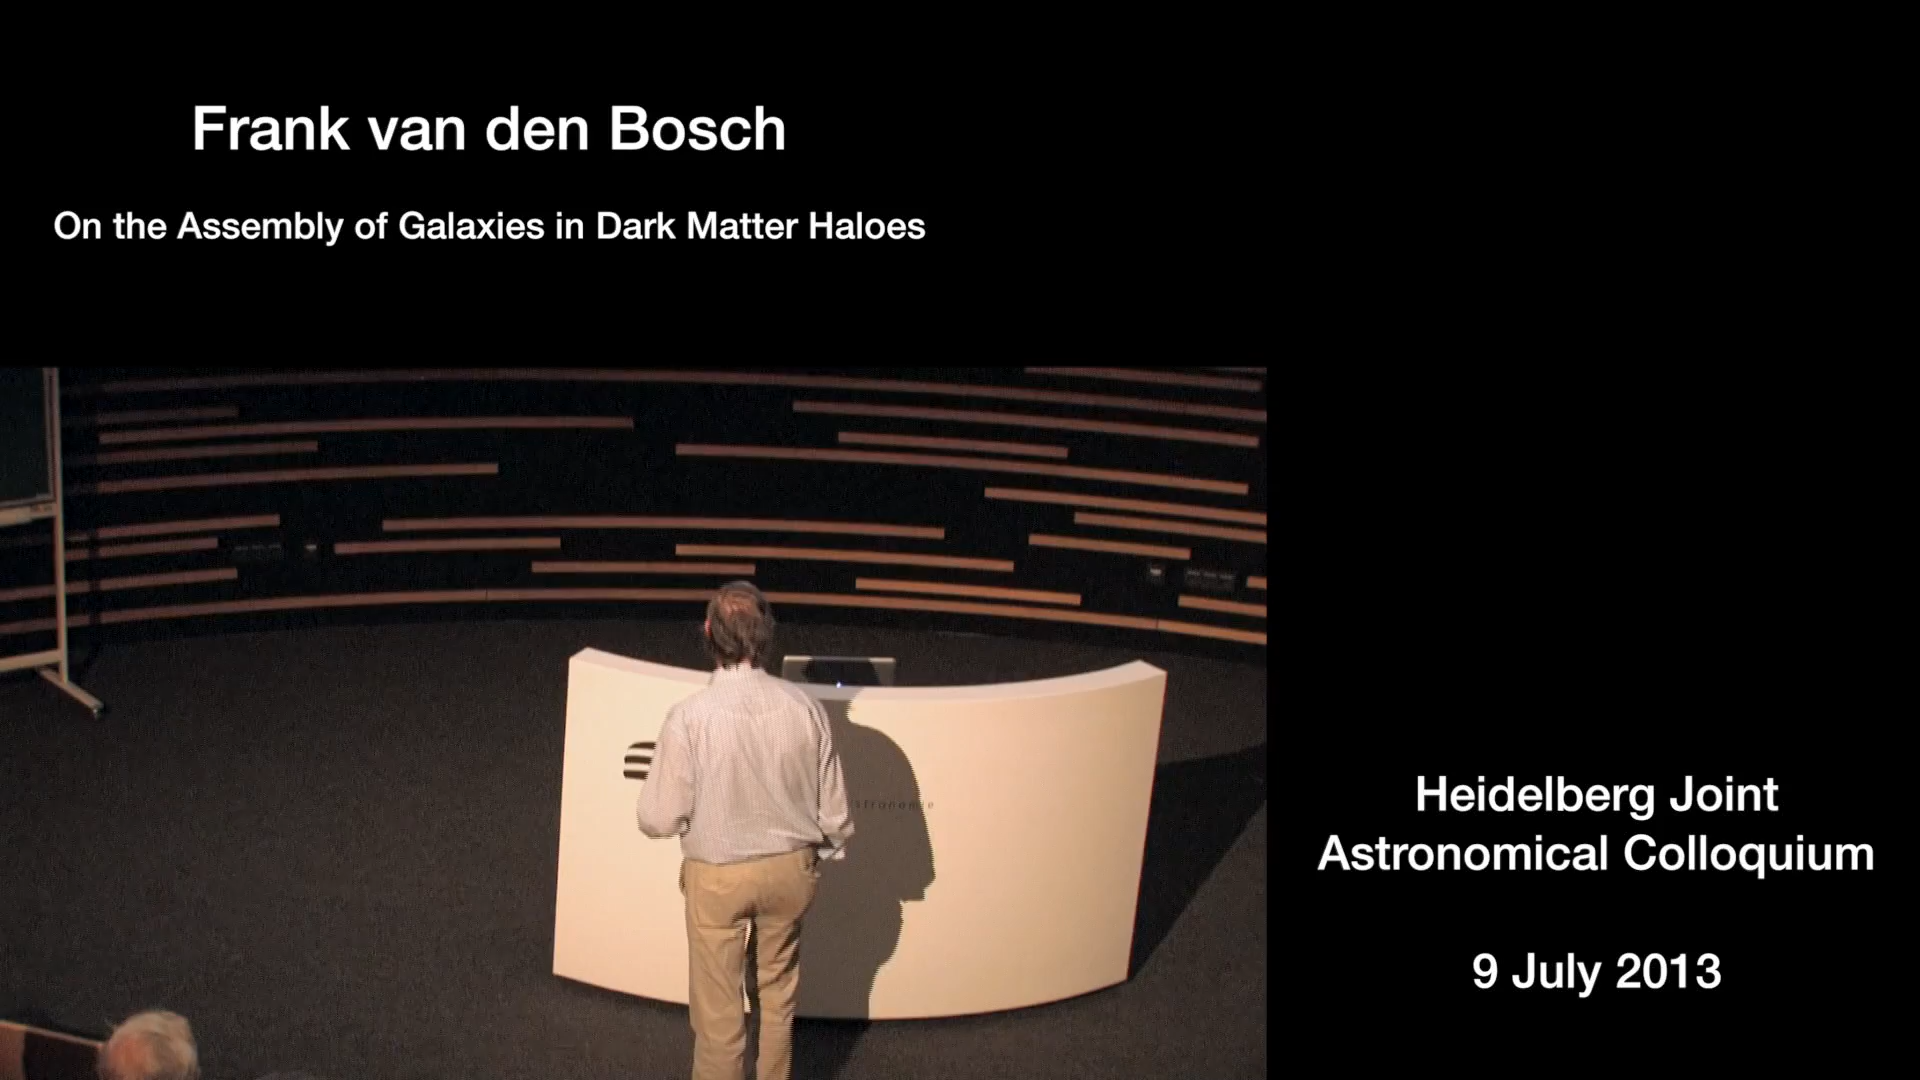 Frank van den Bosch
On the Assembly of Galaxies in Dark Matter Haloes
Heidelberg Joint
Astronomical Colloquium
9 July 2013